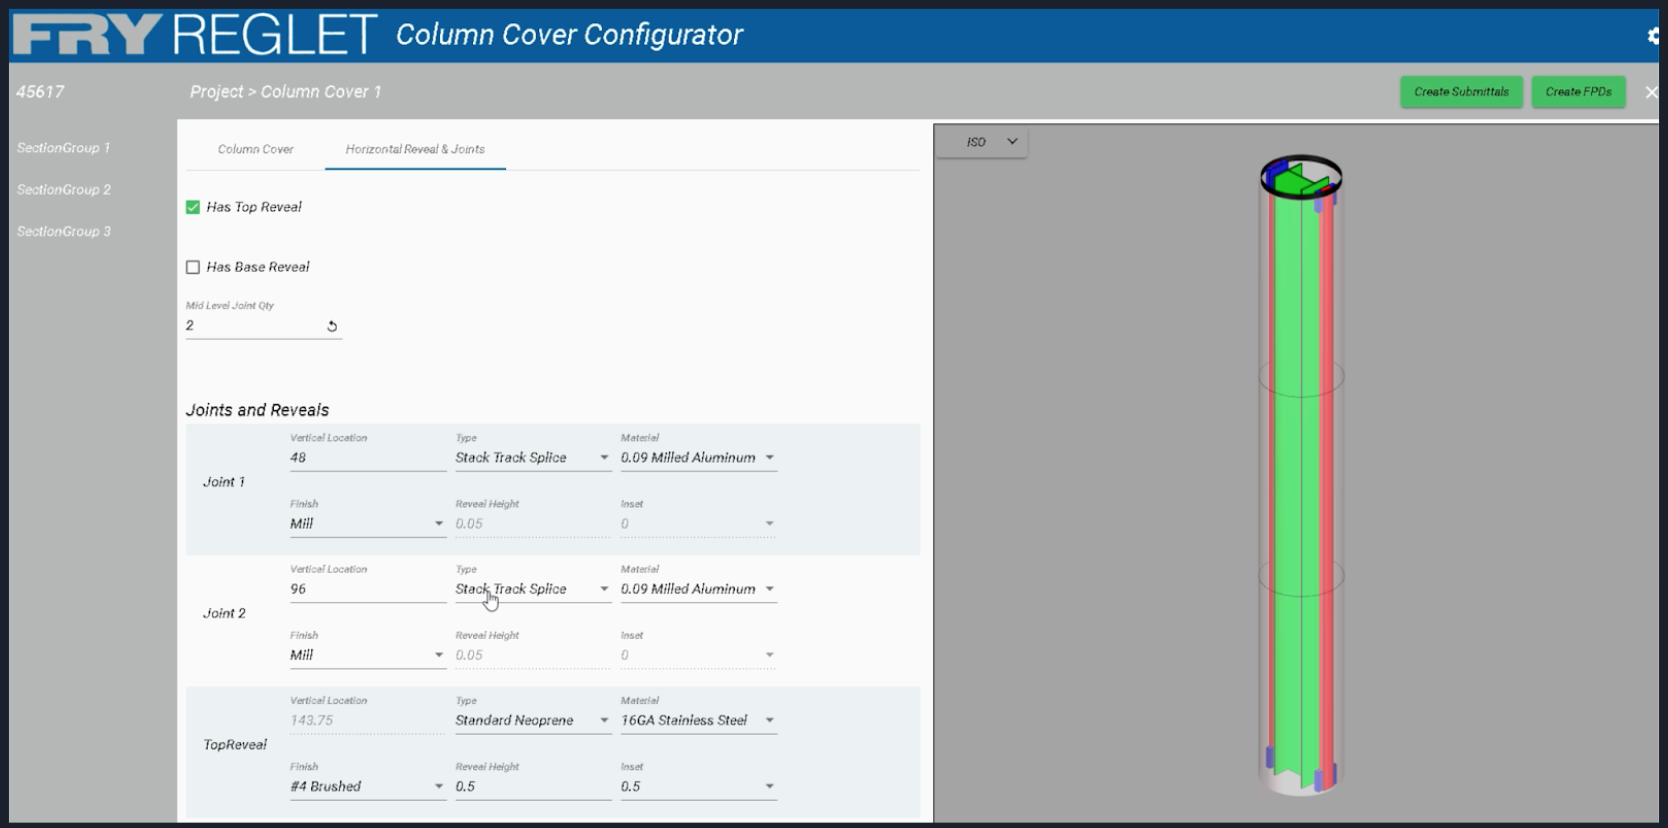 FRY REGLET Column Cover Configurator
45617 Project > Column Cover 1 Create Submittals Create FPDs
SectionGroup 1
SectionGroup 2
SectionGroup 3
Column Cover Horizontal Reveal & Joints
ISO
Has Top Reveal
Has Base Reveal
Mid Level Joint Qty
2
Joints and Reveals
Joint 1
Vertical Location Type Material
48 Stack Track Splice 0.09 Milled Aluminum
Finish Reveal Height Inset
Mill 0.05 0
Joint 2
Vertical Location Type Material
96 Stack Track Splice 0.09 Milled Aluminum
Finish Reveal Height Inset
Mill 0.05 0
TopReveal
Vertical Location Type Material
143.75 Standard Neoprene 16GA Stainless Steel
Finish Reveal Height Inset
#4 Brushed 0.5 0.5